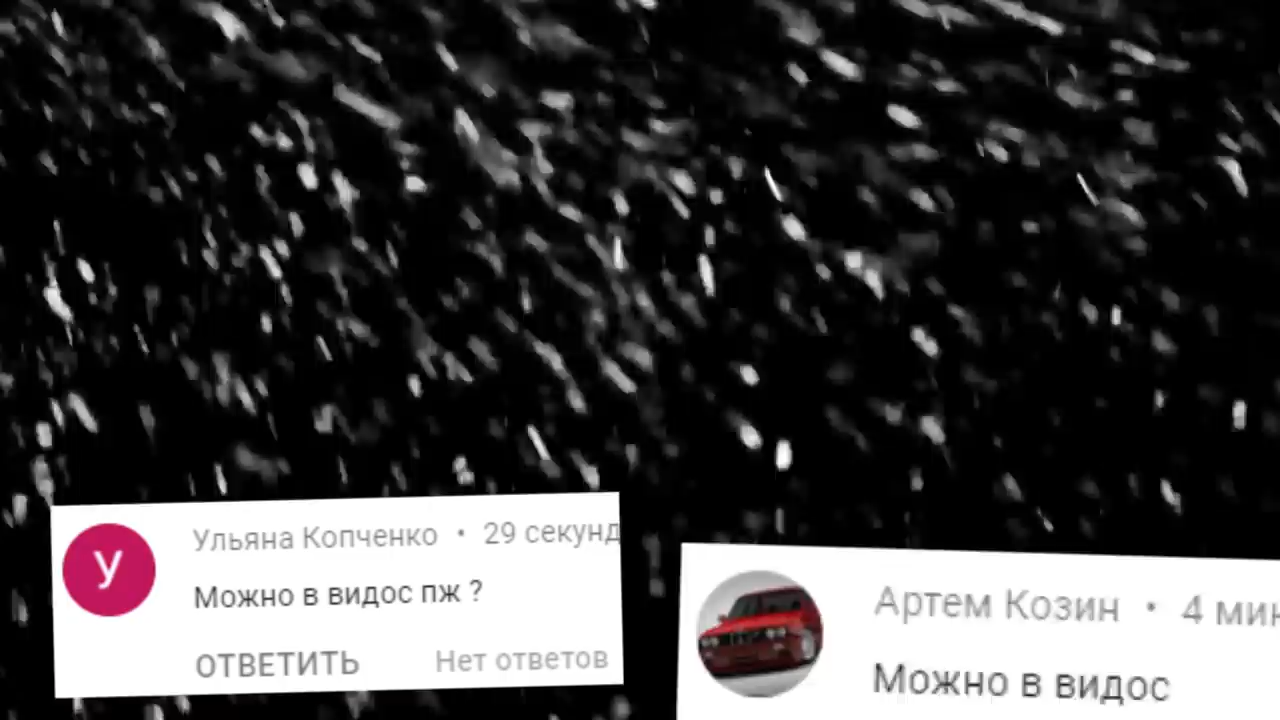 У
Ульяна Копченко • 29 секунд
Можно в видос пж ?
ОТВЕТИТЬ Нет ответов
Артем Козин • 4 мин
Можно в видос